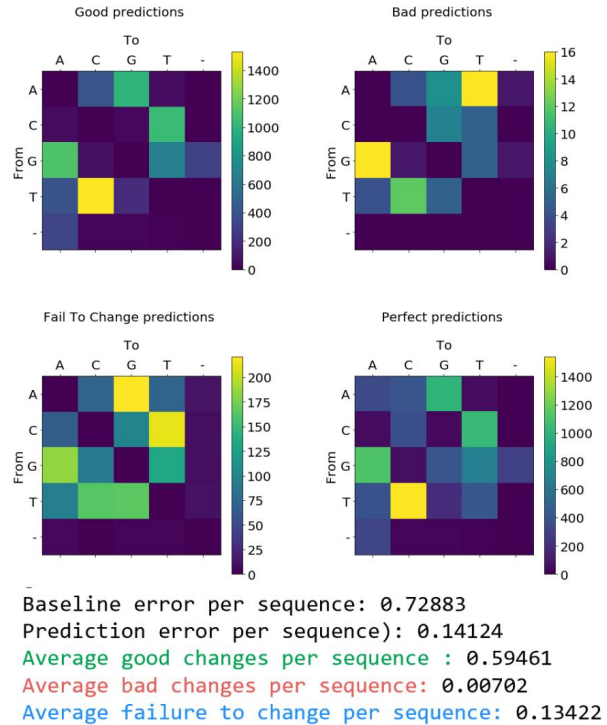 Good predictions
To
A C G T -
From
A
C
G
T
-
1400
1200
1000
800
600
400
200
0
Bad predictions
To
A C G T -
From
A
C
G
T
-
16
14
12
10
8
6
4
2
0
Fail To Change predictions
To
A C G T -
From
A
C
G
T
-
200
175
150
125
100
75
50
25
0
Perfect predictions
To
A C G T -
From
A
C
G
T
-
1400
1200
1000
800
600
400
200
0
Baseline error per sequence: 0.72883
Prediction error per sequence): 0.14124
Average good changes per sequence : 0.59461
Average bad changes per sequence: 0.00702
Average failure to change per sequence: 0.13422